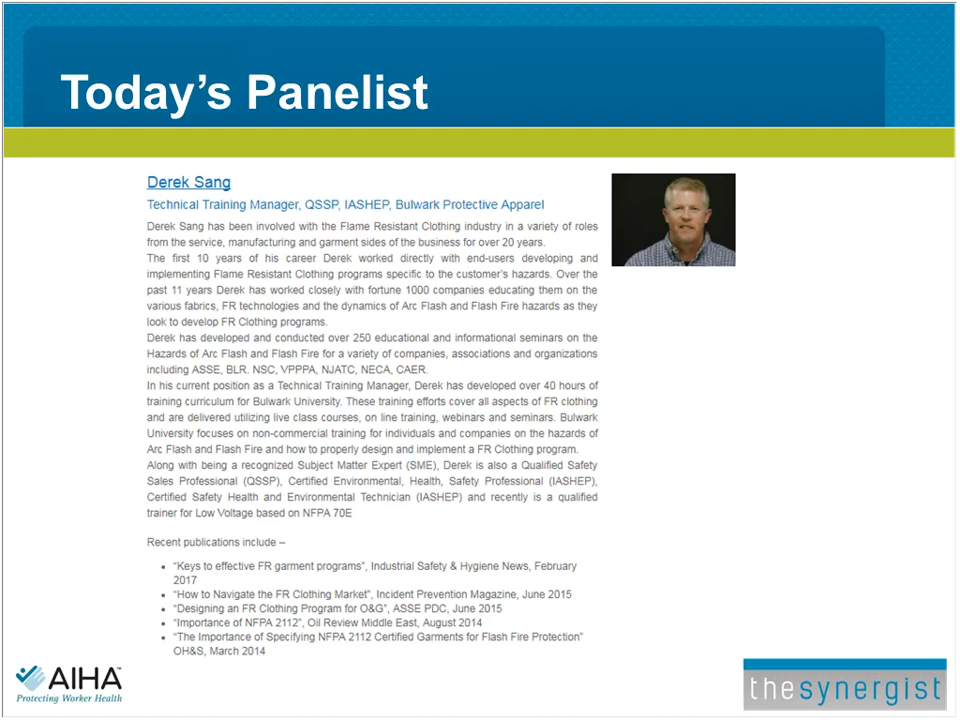 Today's Panelist
Derek Sang
Technical Training Manager, QSSP, IASHEP, Bulwark Protective Apparel
Derek Sang has been involved with the Flame Resistant Clothing industry in a variety of roles
from the service, manufacturing and garment sides of the business for over 20 years.
The first 10 years of his career Derek worked directly with end-users developing and
implementing Flame Resistant Clothing programs specific to the customer's hazards. Over the
past 11 years Derek has worked closely with fortune 1000 companies educating them on the
various fabrics, FR technologies and the dynamics of Arc Flash and Flash Fire hazards as they
look to develop FR Clothing programs.
Derek has developed and conducted over 250 educational and informational seminars on the
Hazards of Arc Flash and Flash Fire for a variety of companies, associations and organizations
including ASSE, BLR. NSC, VPPPA, NJATC, NECA, CAER.
In his current position as a Technical Training Manager, Derek has developed over 40 hours of
training curriculum for Bulwark University. These training efforts cover all aspects of FR clothing
and are delivered utilizing live class courses, on line training, webinars and seminars. Bulwark
University focuses on non-commercial training for individuals and companies on the hazards of
Arc Flash and Flash Fire and how to properly design and implement a FR Clothing program.
Along with being a recognized Subject Matter Expert (SME), Derek is also a Qualified Safety
Sales Professional (QSSP), Certified Environmental, Health, Safety Professional (IASHEP),
Certified Safety Health and Environmental Technician (IASHEP) and recently is a qualified
trainer for Low Voltage based on NFPA 70E
Recent publications include –
• "Keys to effective FR garment programs", Industrial Safety & Hygiene News, February
2017
• "How to Navigate the FR Clothing Market", Incident Prevention Magazine, June 2015
• "Designing an FR Clothing Program for O&G", ASSE PDC, June 2015
• "Importance of NFPA 2112", Oil Review Middle East, August 2014
• "The Importance of Specifying NFPA 2112 Certified Garments for Flash Fire Protection"
OH&S, March 2014
AIHA™
Protecting Worker Health
thesynergist